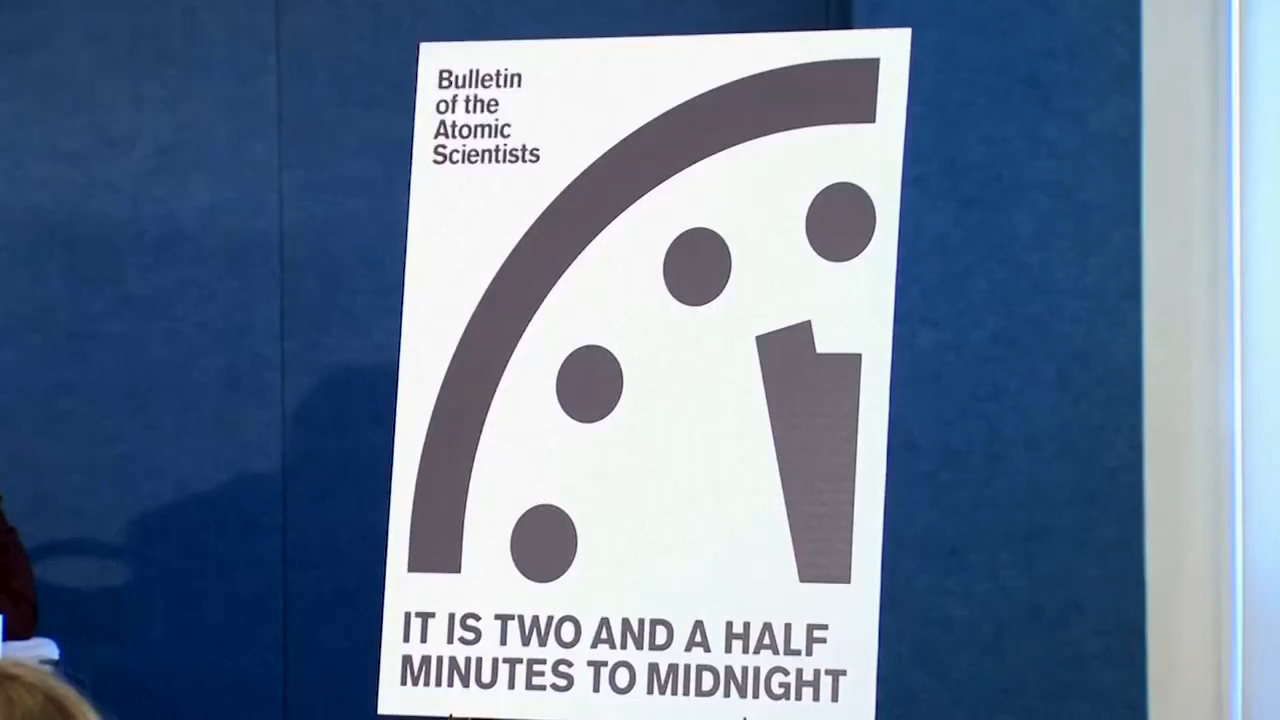 Bulletin
of the
Atomic
Scientists
IT IS TWO AND A HALF
MINUTES TO MIDNIGHT